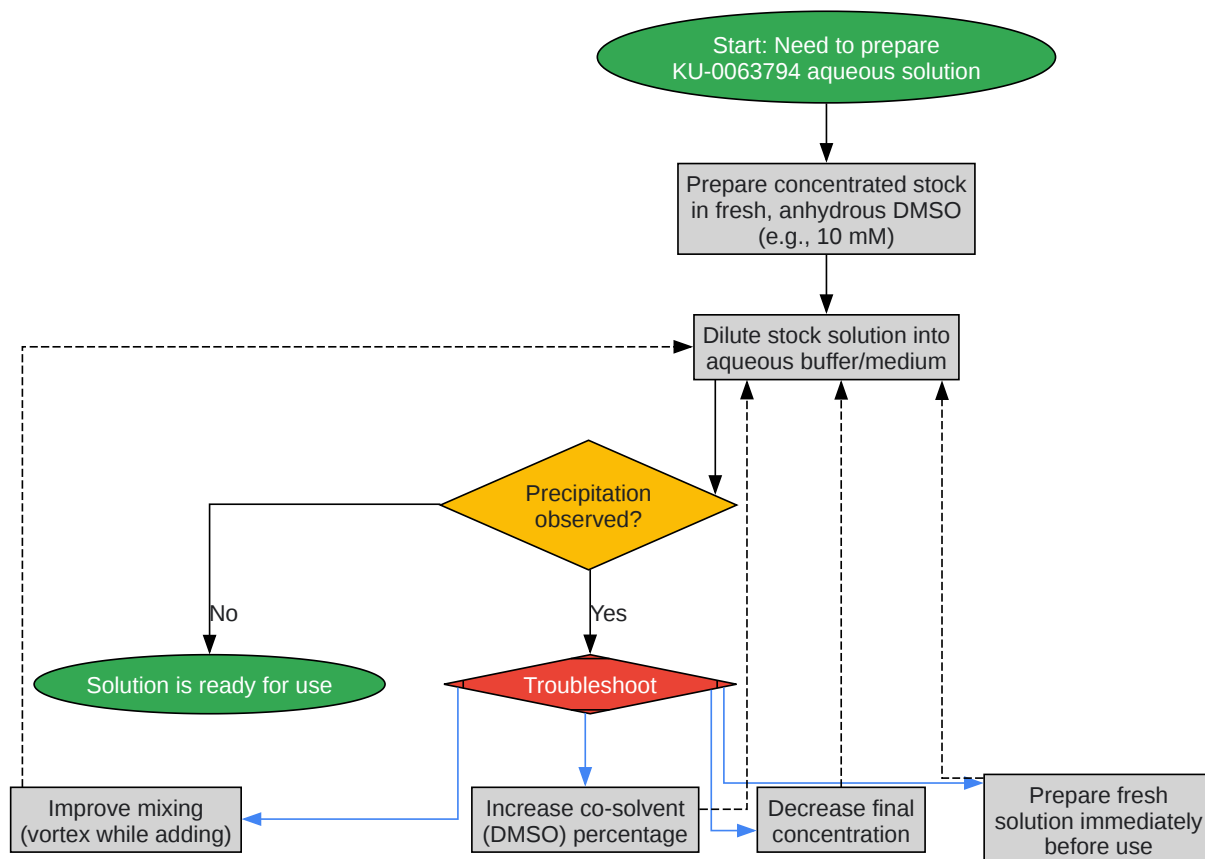 Start: Need to prepare
KU-0063794 aqueous solution
Prepare concentrated stock
in fresh, anhydrous DMSO
(e.g., 10 mM)
Dilute stock solution into
aqueous buffer/medium
Precipitation
observed?
No
Yes
Solution is ready for use
Troubleshoot
Improve mixing
(vortex while adding)
Increase co-solvent
(DMSO) percentage
Decrease final
concentration
Prepare fresh
solution immediately
before use